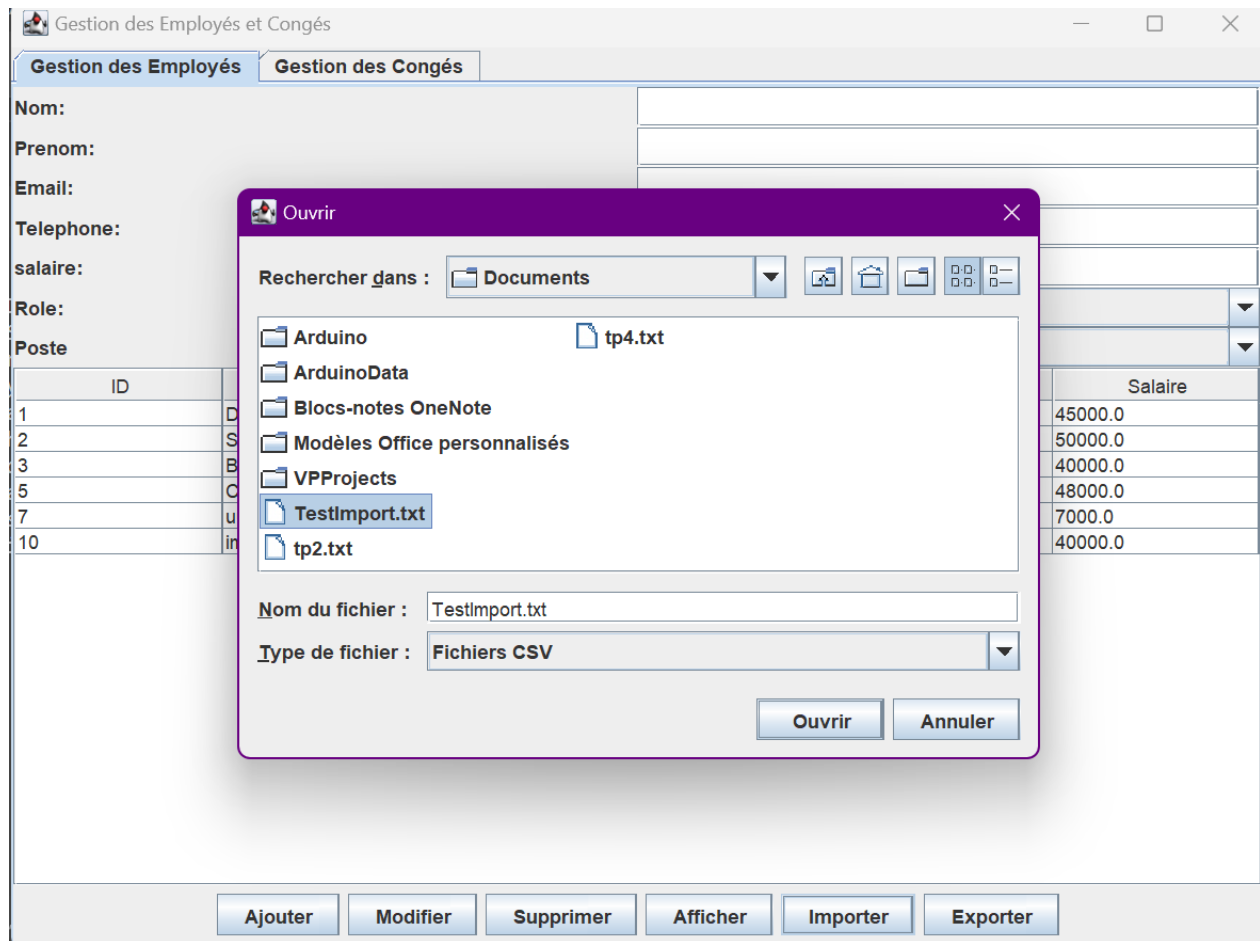 Gestion des Employés et Congés
Gestion des Employés Gestion des Congés
Nom:
Prenom:
Email:
Telephone:
salaire:
Role:
Poste
Ouvrir
Rechercher dans : Documents
Arduino tp4.txt
ArduinoData
Blocs-notes OneNote
Modèles Office personnalisés
VPProjects
TestImport.txt
tp2.txt
Nom du fichier : TestImport.txt
Type de fichier : Fichiers CSV
Ouvrir Annuler
ID Salaire
1 D 45000.0
2 S 50000.0
3 B 40000.0
5 C 48000.0
7 u 7000.0
10 40000.0
Ajouter Modifier Supprimer Afficher Importer Exporter